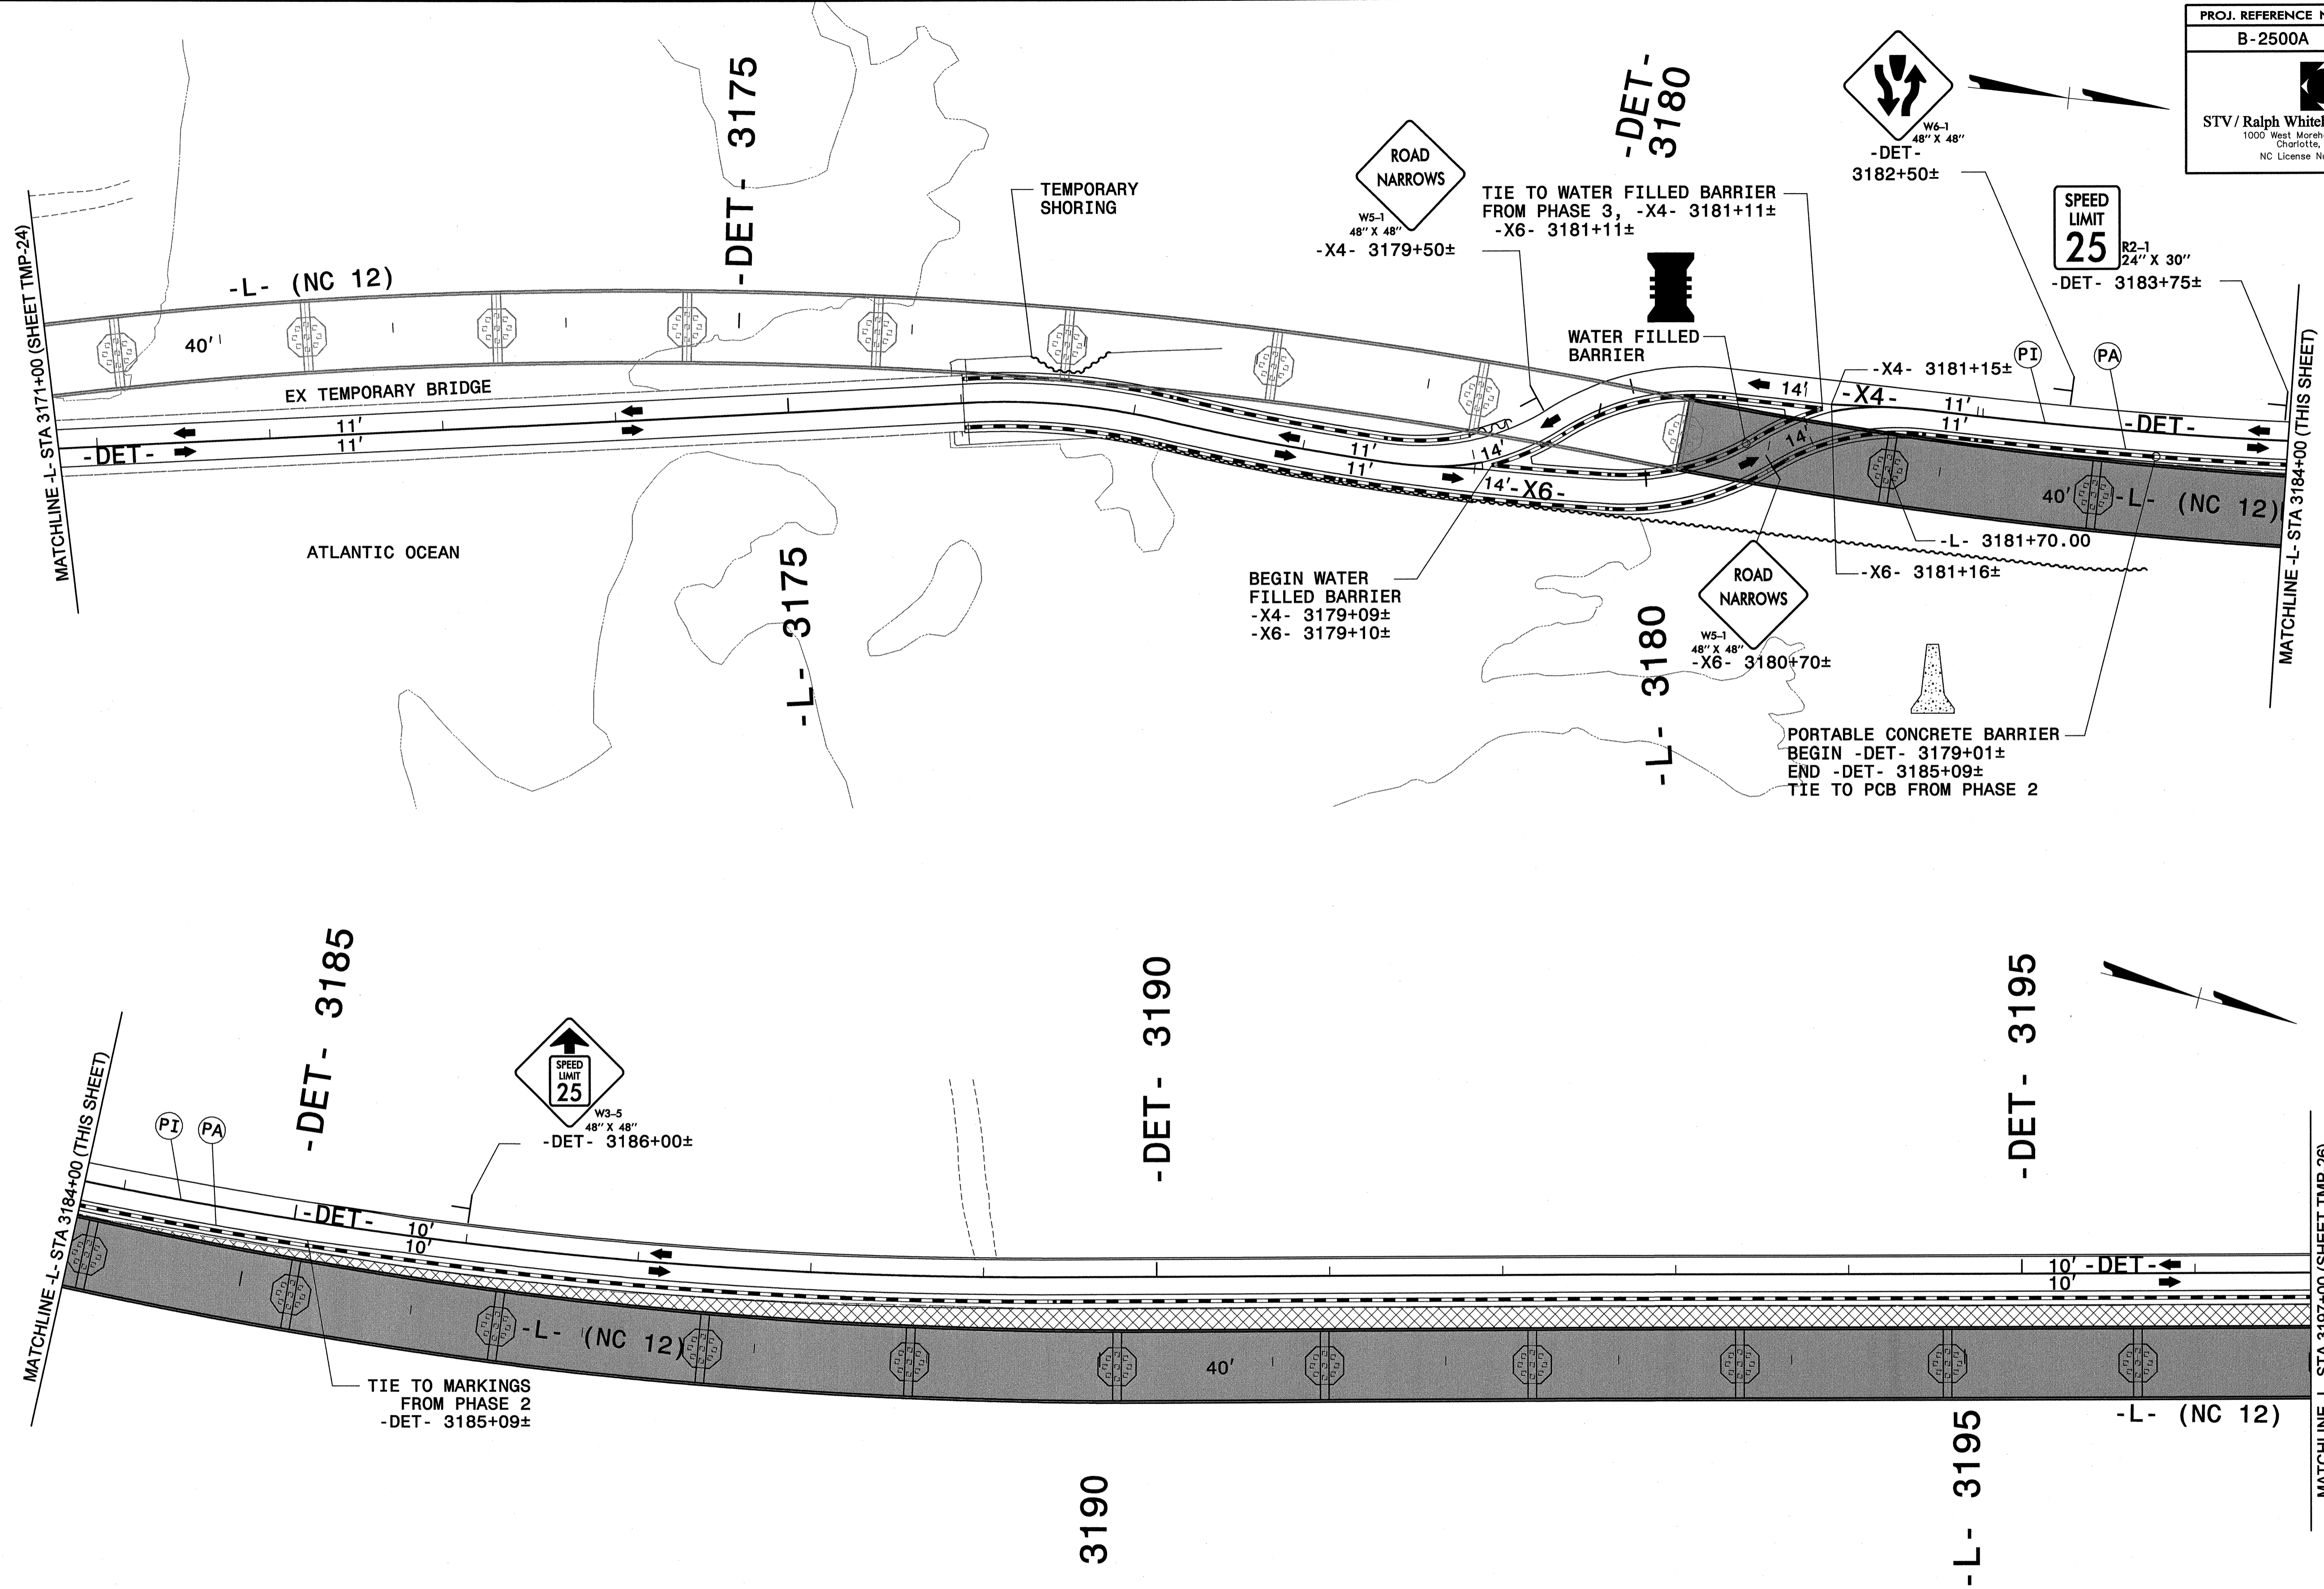 PROJ. REFERENCE N
B-2500A
STV / Ralph Whiteh
1000 West Moreh
Charlotte,
NC License N
-DET- 3175
-DET-
3180
W6-1
48" X 48"
-DET-
3182+50±
SPEED
LIMIT
25
R2-1
24" X 30"
-DET- 3183+75±
ROAD
NARROWS
W5-1
48" X 48"
-X4- 3179+50±
TIE TO WATER FILLED BARRIER
FROM PHASE 3, -X4- 3181+11±
-X6- 3181+11±
TEMPORARY
SHORING
WATER FILLED
BARRIER
-X4- 3181+15±
PI
PA
MATCHLINE -L- STA 3171+00 (SHEET TMP-24)
-L- (NC 12)
40'
EX TEMPORARY BRIDGE
11'
11'
-DET-
11'
11'
14'
14'
-X6-
14'
14'
-X4-
11'
11'
-DET-
40'
-L- (NC 12)
MATCHLINE -L- STA 3184+00 (THIS SHEET)
ATLANTIC OCEAN
-L- 3175
BEGIN WATER
FILLED BARRIER
-X4- 3179+09±
-X6- 3179+10±
-L- 3180
-L- 3181+70.00
-X6- 3181+16±
ROAD
NARROWS
W5-1
48" X 48"
-X6- 3180+70±
PORTABLE CONCRETE BARRIER
BEGIN -DET- 3179+01±
END -DET- 3185+09±
TIE TO PCB FROM PHASE 2
-DET- 3185
-DET- 3190
-DET- 3195
SPEED
LIMIT
25
W3-5
48" X 48"
-DET- 3186+00±
PI
PA
MATCHLINE -L- STA 3184+00 (THIS SHEET)
-DET-
10'
10'
10'
10'
-DET-
-L- (NC 12)
40'
TIE TO MARKINGS
FROM PHASE 2
-DET- 3185+09±
-L- (NC 12)
3190
-L- 3195
MATCHLINE -L- STA 3197+00 (SHEET TMP-26)